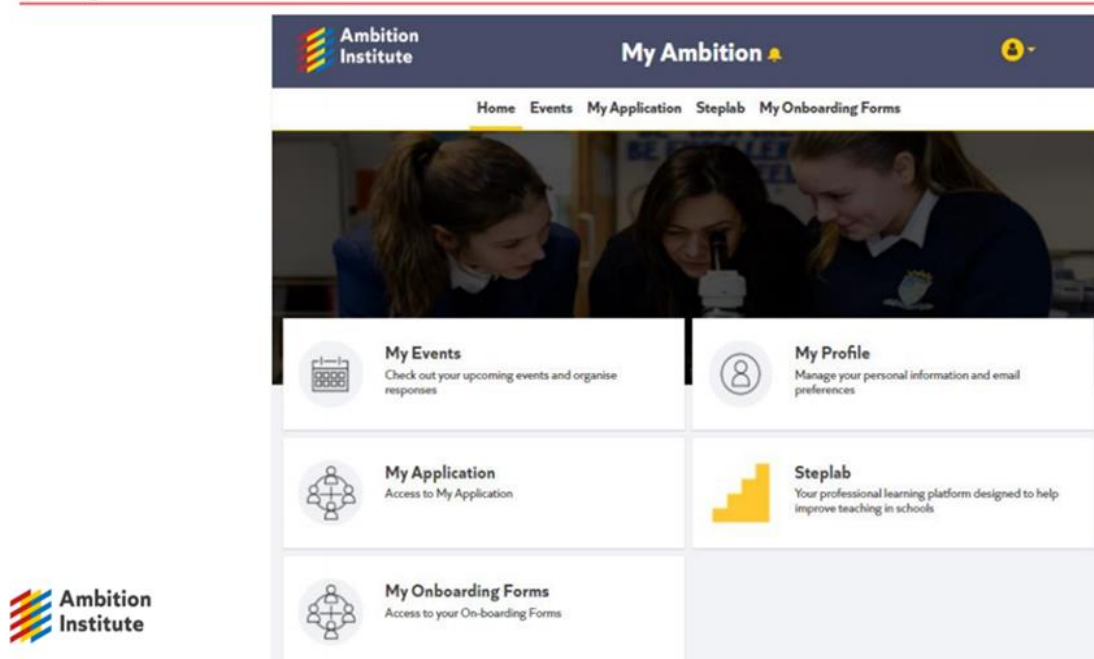 Ambition
Institute
My Ambition
Home Events My Application Steplab My Onboarding Forms
My Events
Check out your upcoming events and organise
responses
My Profile
Manage your personal information and email
preferences
My Application
Access to My Application
Steplab
Your professional learning platform designed to help
improve teaching in schools
My Onboarding Forms
Access to your On-boarding Forms
Ambition
Institute